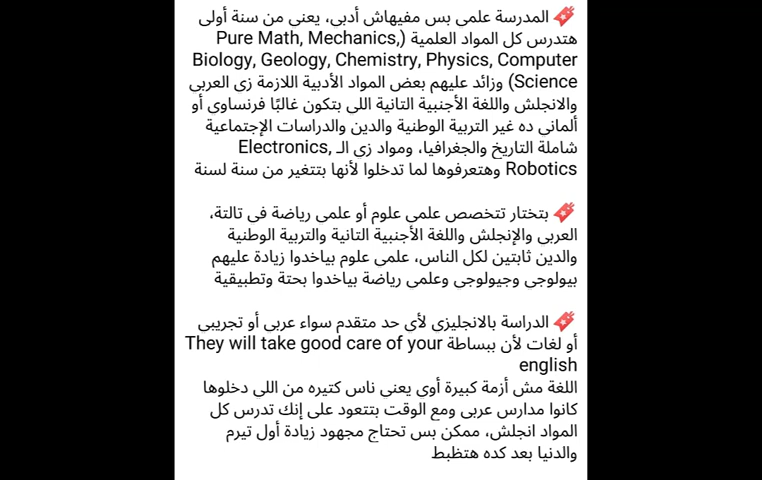 المدرسة علمى بس مفيهاش أدبى، يعنى من سنة أولى
هتدرس كل المواد العلمية (Pure Math, Mechanics,
Biology, Geology, Chemistry, Physics, Computer
Science) وزائد عليهم بعض المواد الأدبية اللازمة زى العربى
والانجلش واللغة الأجنبية التانية اللى بتكون غالبًا فرنساوى أو
ألمانى ده غير التربية الوطنية والدين والدراسات الإجتماعية
شاملة التاريخ والجغرافيا، ومواد زي الـ Electronics,
Robotics وهتعرفوها لما تدخلوا لأنها بتتغير من سنة لسنة
بتختار تتخصص علمى علوم أو علمى رياضة فى تالتة،
العربى والإنجلش واللغة الأجنبية التانية والتربية الوطنية
والدين ثابتين لكل الناس، علمى علوم بياخدوا زيادة عليهم
بيولوجى وجيولوجى وعلمى رياضة بياخدوا بحتة وتطبيقية
الدراسة بالانجليزى لأى حد متقدم سواء عربى أو تجريبى
أو لغات لأن ببساطة They will take good care of your
english
اللغة مش أزمة كبيرة أوى يعنى ناس كتيره من اللى دخلوها
كانوا مدارس عربى ومع الوقت بتتعود على إنك تدرس كل
المواد انجلش، ممكن بس تحتاج مجهود زيادة أول تيرم
والدنيا بعد كده هتظبط